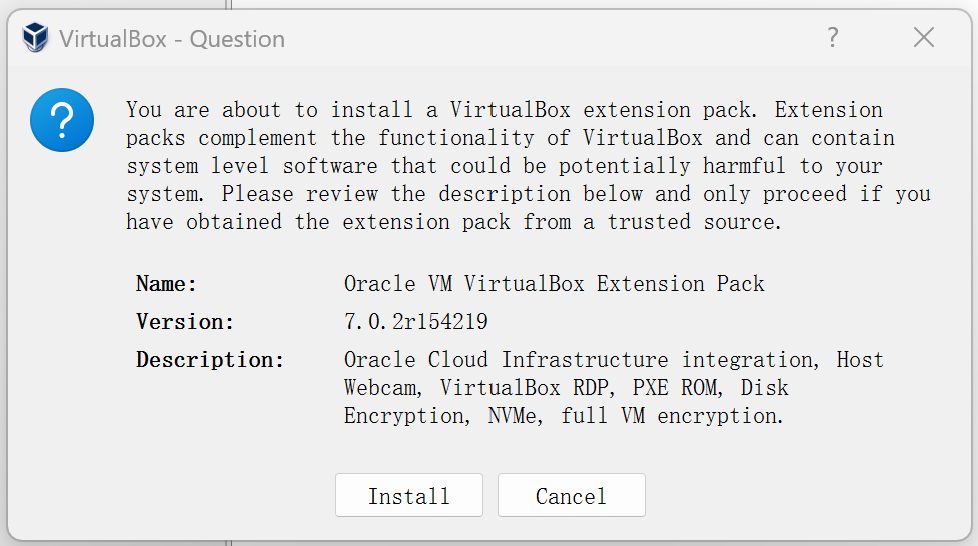 VirtualBox - Question
You are about to install a VirtualBox extension pack. Extension
packs complement the functionality of VirtualBox and can contain
system level software that could be potentially harmful to your
system. Please review the description below and only proceed if you
have obtained the extension pack from a trusted source.
Name: Oracle VM VirtualBox Extension Pack
Version: 7.0.2r154219
Description: Oracle Cloud Infrastructure integration, Host
Webcam, VirtualBox RDP, PXE ROM, Disk
Encryption, NVMe, full VM encryption.
Install Cancel